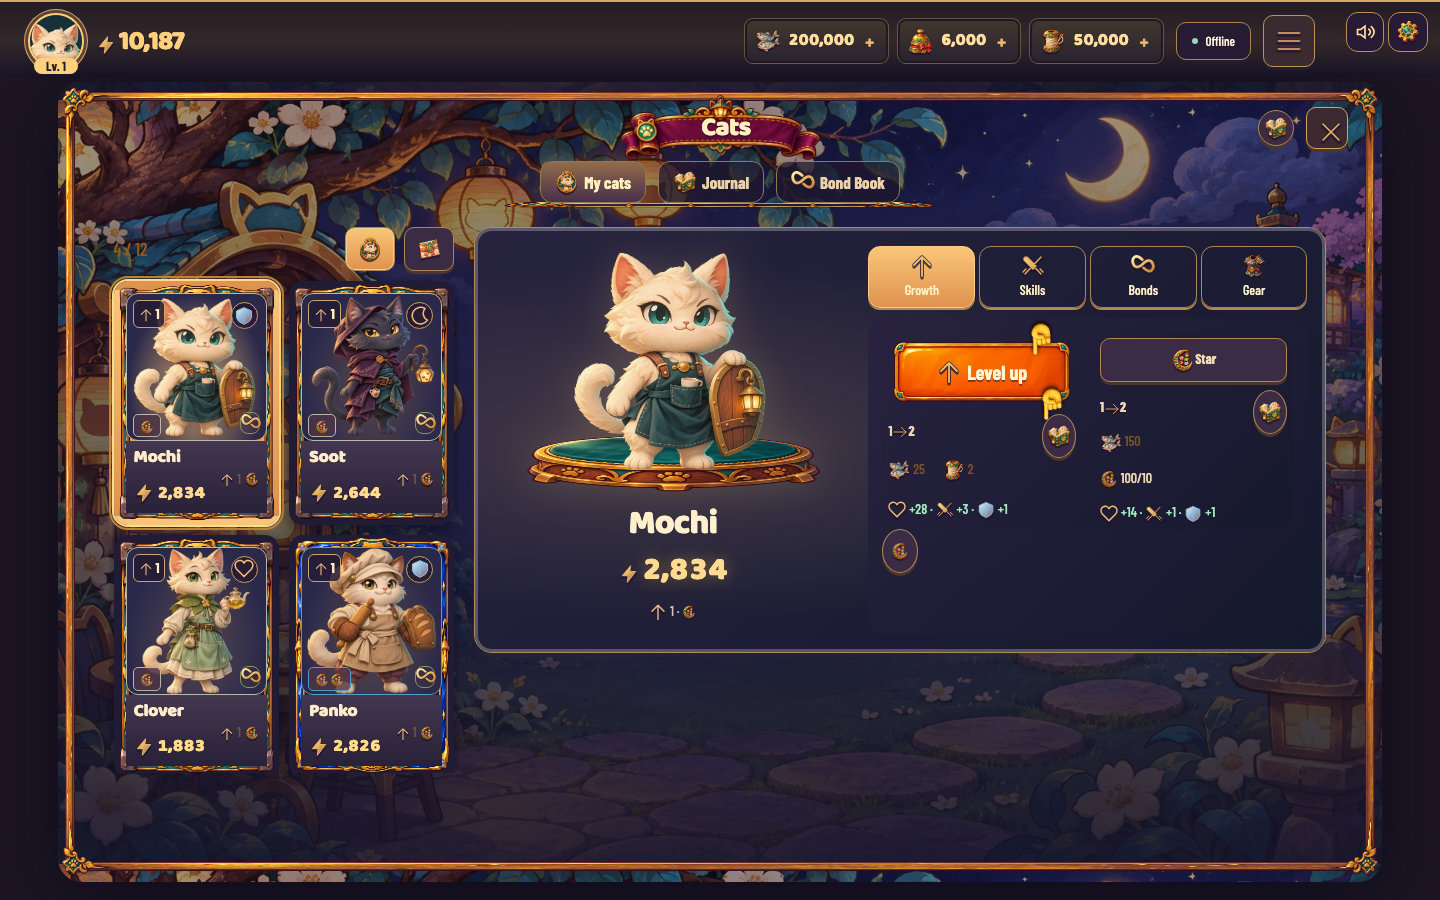 10,187
Lv. 1
200,000 +
6,000 +
50,000 +
Offline
Cats
My cats
Journal
Bond Book
4 / 12
1
Mochi
2,834
1
1
Soot
2,644
1
1
Clover
1,883
1
1
Panko
2,826
1
Mochi
2,834
1 ·
Growth
Skills
Bonds
Gear
Level up
1→2
25
2
+28 · +3 · +1
Star
1→2
150
100/10
+14 · +1 · +1